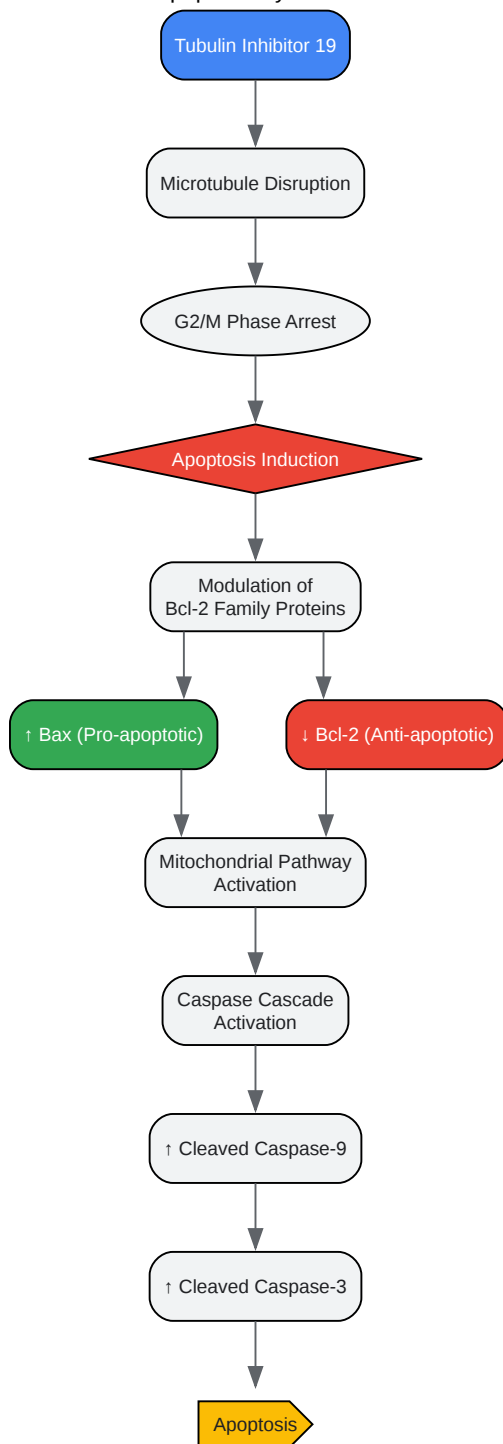 Tubulin Inhibitor 19
Microtubule Disruption
G2/M Phase Arrest
Apoptosis Induction
Modulation of
Bcl-2 Family Proteins
↑ Bax (Pro-apoptotic)
↓ Bcl-2 (Anti-apoptotic)
Mitochondrial Pathway
Activation
Caspase Cascade
Activation
↑ Cleaved Caspase-9
↑ Cleaved Caspase-3
Apoptosis